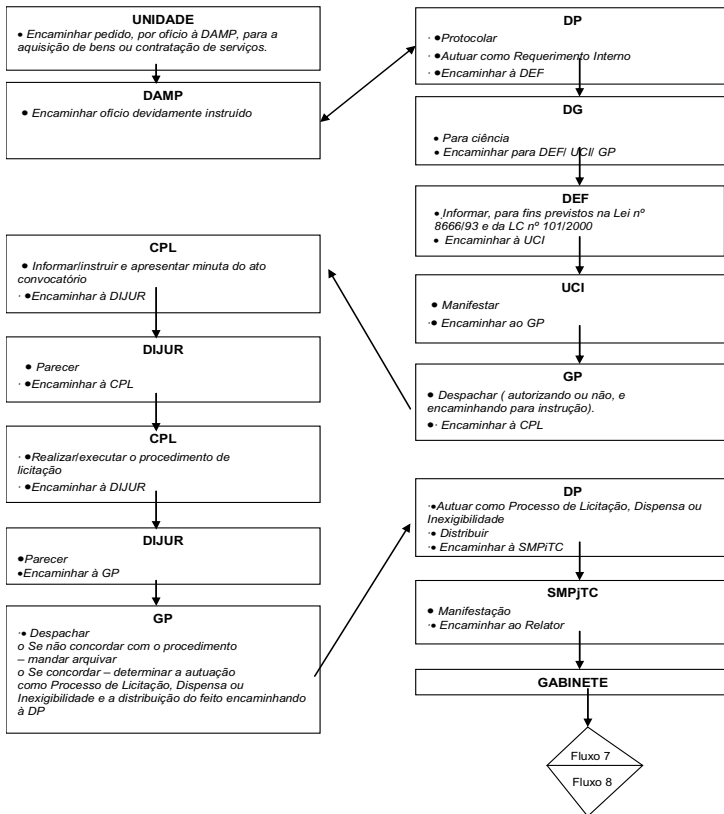 UNIDADE
• Encaminhar pedido, por ofício à DAMP, para a
aquisição de bens ou contratação de serviços.
DAMP
• Encaminhar ofício devidamente instruído
DP
· •Protocolar
· •Autuar como Requerimento Interno
· •Encaminhar à DEF
DG
• Para ciência
• Encaminhar para DEF/ UCI/ GP
DEF
• Informar, para fins previstos na Lei nº
8666/93 e da LC nº 101/2000
• Encaminhar à UCI
UCI
• Manifestar
· •Encaminhar ao GP
GP
• Despachar ( autorizando ou não, e
encaminhando para instrução).
•· Encaminhar à CPL
CPL
• Informar/instruir e apresentar minuta do ato
convocatório
· •Encaminhar à DIJUR
DIJUR
• Parecer
· •Encaminhar à CPL
CPL
· •Realizar/executar o procedimento de
licitação
· •Encaminhar à DIJUR
DIJUR
•Parecer
•Encaminhar à GP
GP
·• Despachar
o Se não concordar com o procedimento
– mandar arquivar
o Se concordar – determinar a autuação
como Processo de Licitação, Dispensa ou
Inexigibilidade e a distribuição do feito encaminhando
à DP
DP
·•Autuar como Processo de Licitação, Dispensa ou
Inexigibilidade
·• Distribuir
·• Encaminhar à SMPiTC
SMPjTC
• Manifestação
·• Encaminhar ao Relator
GABINETE
Fluxo 7
Fluxo 8